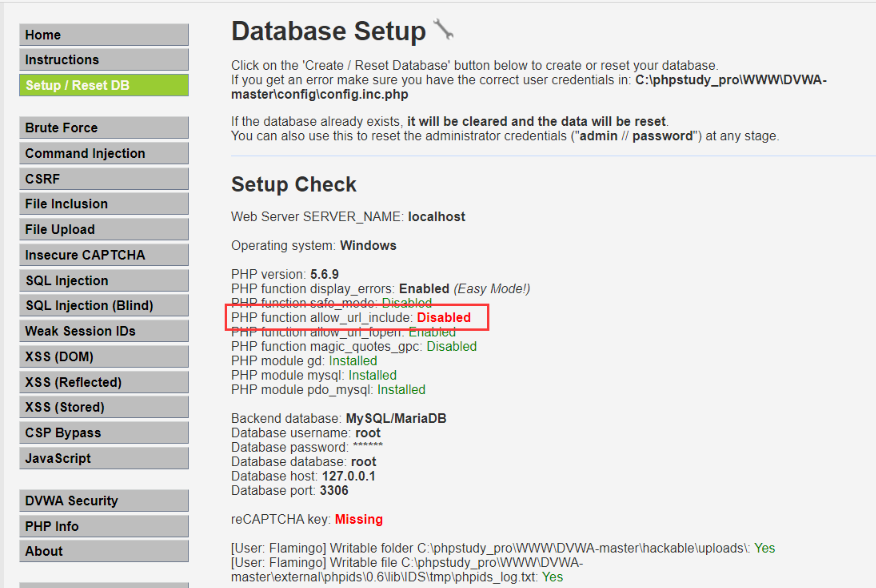 Home
Instructions
Setup / Reset DB
Brute Force
Command Injection
CSRF
File Inclusion
File Upload
Insecure CAPTCHA
SQL Injection
SQL Injection (Blind)
Weak Session IDs
XSS (DOM)
XSS (Reflected)
XSS (Stored)
CSP Bypass
JavaScript
DVWA Security
PHP Info
About
Database Setup
Click on the 'Create / Reset Database' button below to create or reset your database.
If you get an error make sure you have the correct user credentials in: C:\phpstudy_pro\WWW\DVWA-
master\config\config.inc.php
If the database already exists, it will be cleared and the data will be reset.
You can also use this to reset the administrator credentials ("admin // password") at any stage.
Setup Check
Web Server SERVER_NAME: localhost
Operating system: Windows
PHP version: 5.6.9
PHP function display_errors: Enabled (Easy Mode!)
PHP function safe_mode: Disabled
PHP function allow_url_include: Disabled
PHP function allow_url_fopen: Enabled
PHP function magic_quotes_gpc: Disabled
PHP module gd: Installed
PHP module mysql: Installed
PHP module pdo_mysql: Installed
Backend database: MySQL/MariaDB
Database username: root
Database password: ******
Database database: root
Database host: 127.0.0.1
Database port: 3306
reCAPTCHA key: Missing
[User: Flamingo] Writable folder C:\phpstudy_pro\WWW\DVWA-master\hackable\uploads\: Yes
[User: Flamingo] Writable file C:\phpstudy_pro\WWW\DVWA-
master\external\phpids\0.6\lib\IDS\tmp\phpids_log.txt: Yes